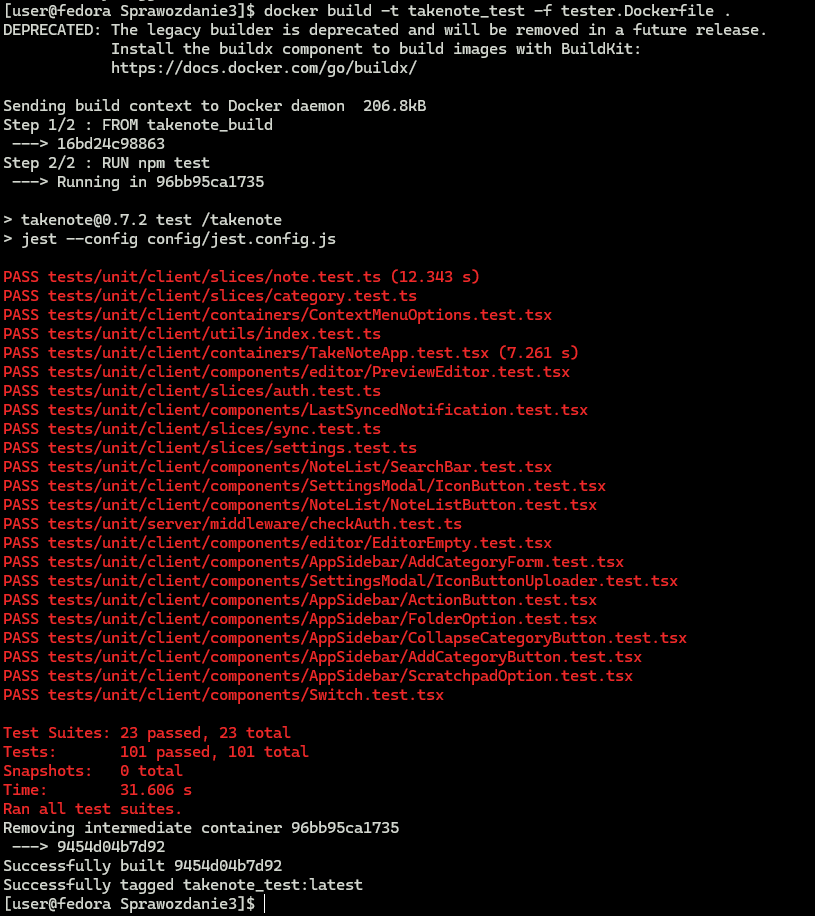 [user@fedora Sprawozdanie3]$ docker build -t takenote_test -f tester.Dockerfile .
DEPRECATED: The legacy builder is deprecated and will be removed in a future release.
            Install the buildx component to build images with BuildKit:
            https://docs.docker.com/go/buildx/

Sending build context to Docker daemon  206.8kB
Step 1/2 : FROM takenote_build
 ---> 16bd24c98863
Step 2/2 : RUN npm test
 ---> Running in 96bb95ca1735

> takenote@0.7.2 test /takenote
> jest --config config/jest.config.js

PASS tests/unit/client/slices/note.test.ts (12.343 s)
PASS tests/unit/client/slices/category.test.ts
PASS tests/unit/client/containers/ContextMenuOptions.test.tsx
PASS tests/unit/client/utils/index.test.ts
PASS tests/unit/client/containers/TakeNoteApp.test.tsx (7.261 s)
PASS tests/unit/client/components/editor/PreviewEditor.test.tsx
PASS tests/unit/client/slices/auth.test.ts
PASS tests/unit/client/components/LastSyncedNotification.test.tsx
PASS tests/unit/client/slices/sync.test.ts
PASS tests/unit/client/slices/settings.test.ts
PASS tests/unit/client/components/NoteList/SearchBar.test.tsx
PASS tests/unit/client/components/SettingsModal/IconButton.test.tsx
PASS tests/unit/client/components/NoteList/NoteListButton.test.tsx
PASS tests/unit/server/middleware/checkAuth.test.ts
PASS tests/unit/client/components/editor/EditorEmpty.test.tsx
PASS tests/unit/client/components/AppSidebar/AddCategoryForm.test.tsx
PASS tests/unit/client/components/SettingsModal/IconButtonUploader.test.tsx
PASS tests/unit/client/components/AppSidebar/ActionButton.test.tsx
PASS tests/unit/client/components/AppSidebar/FolderOption.test.tsx
PASS tests/unit/client/components/AppSidebar/CollapseCategoryButton.test.tsx
PASS tests/unit/client/components/AppSidebar/AddCategoryButton.test.tsx
PASS tests/unit/client/components/AppSidebar/ScratchpadOption.test.tsx
PASS tests/unit/client/components/Switch.test.tsx

Test Suites: 23 passed, 23 total
Tests:       101 passed, 101 total
Snapshots:   0 total
Time:        31.606 s
Ran all test suites.
Removing intermediate container 96bb95ca1735
 ---> 9454d04b7d92
Successfully built 9454d04b7d92
Successfully tagged takenote_test:latest
[user@fedora Sprawozdanie3]$